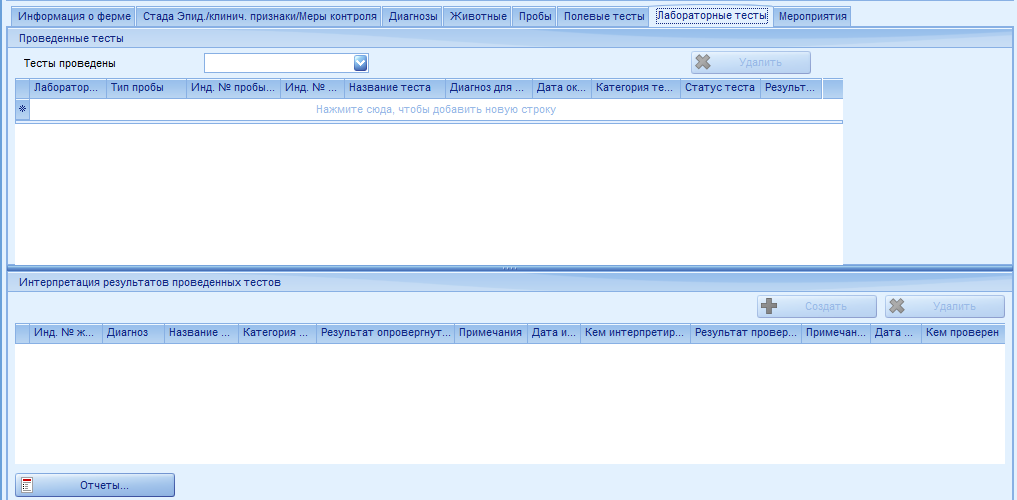 Информация о ферме Стада Эпид./клинич. признаки/Меры контроля Диагнозы Животные Пробы Полевые тесты Лабораторные тесты Мероприятия
Проведенные тесты
Тесты проведены Удалить
Лаборатор... Тип пробы Инд. № пробы... Инд. № ... Название теста Диагноз для ... Дата ок... Категория те... Статус теста Результ...
Нажмите сюда, чтобы добавить новую строку
Интерпретация результатов проведенных тестов
Создать Удалить
Инд. № ж... Диагноз Название ... Категория ... Результат опровергнут... Примечания Дата и... Кем интерпретир... Результат провер... Примечан... Дата ... Кем проверен
Отчеты...